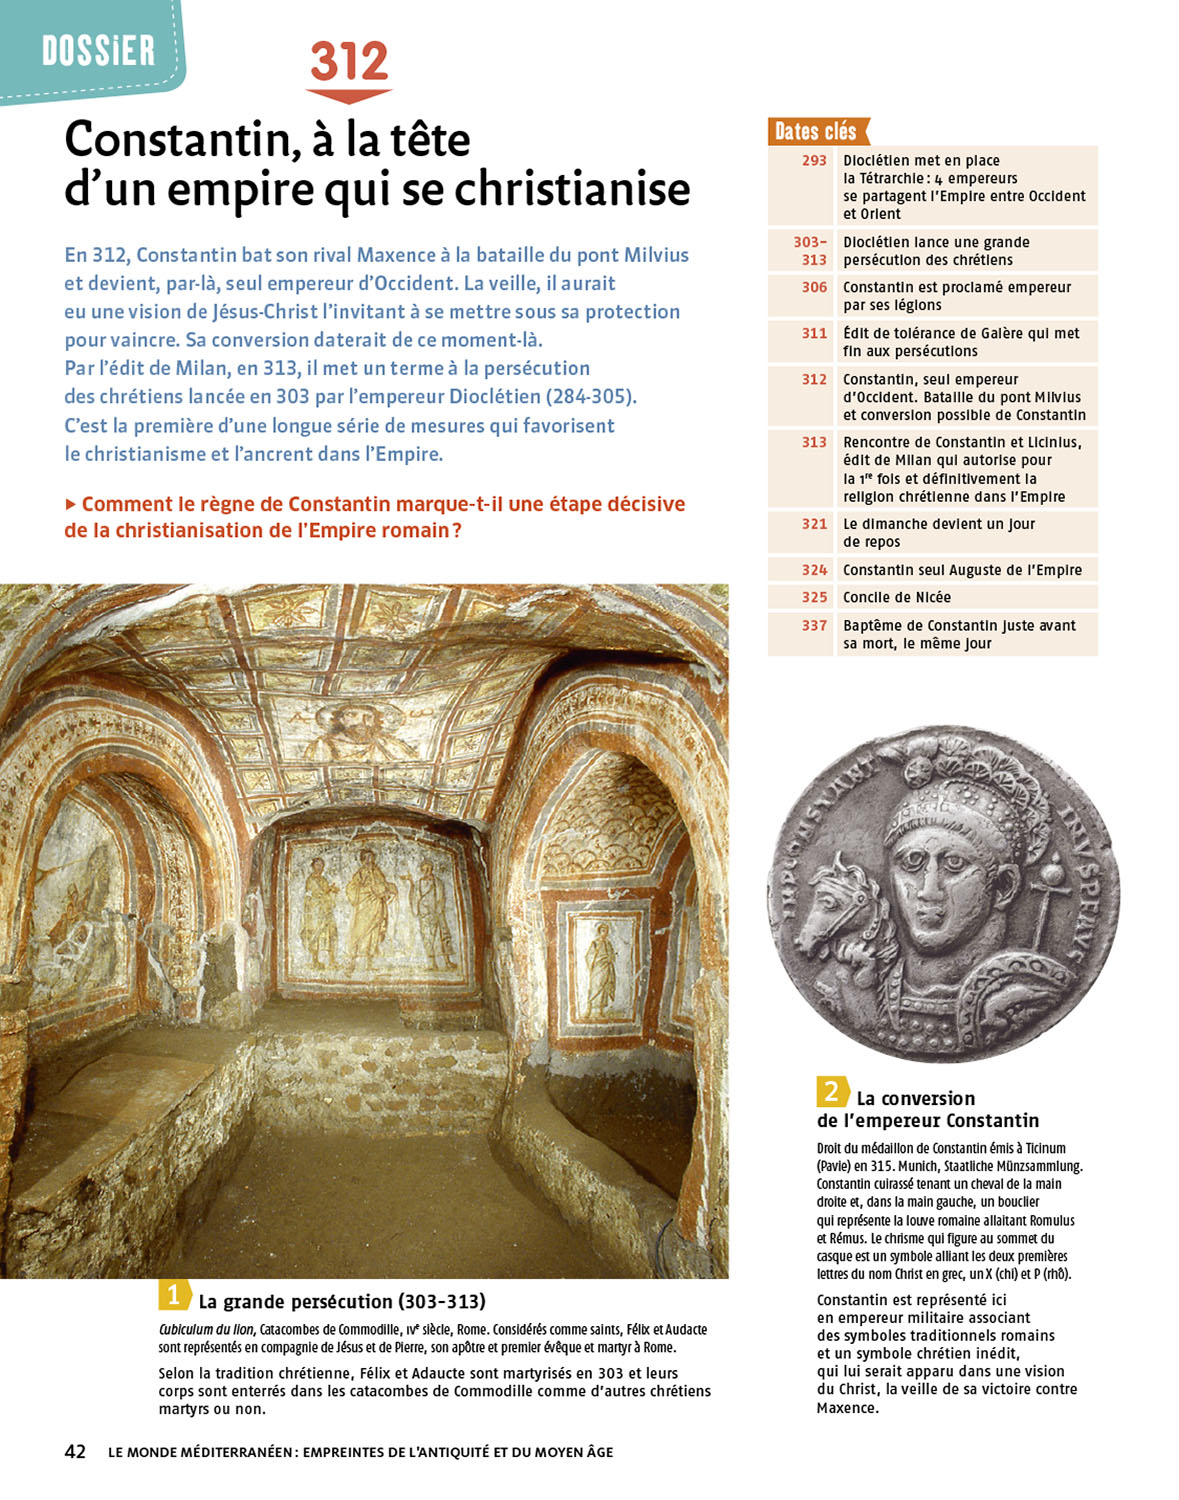 DOSSiER
312
Constantin, à la tête
d'un empire qui se christianise
En 312, Constantin bat son rival Maxence à la bataille du pont Milvius
et devient, par-là, seul empereur d'Occident. La veille, il aurait
eu une vision de Jésus-Christ l'invitant à se mettre sous sa protection
pour vaincre. Sa conversion daterait de ce moment-là.
Par l'édit de Milan, en 313, il met un terme à la persécution
des chrétiens lancée en 303 par l'empereur Dioclétien (284-305).
C'est la première d'une longue série de mesures qui favorisent
le christianisme et l'ancrent dans l'Empire.
▶ Comment le règne de Constantin marque-t-il une étape décisive
de la christianisation de l'Empire romain ?
Dates clés
293 Dioclétien met en place
la Tétrarchie : 4 empereurs
se partagent l'Empire entre Occident
et Orient
303- Dioclétien lance une grande
313 persécution des chrétiens
306 Constantin est proclamé empereur
par ses légions
311 Édit de tolérance de Galère qui met
fin aux persécutions
312 Constantin, seul empereur
d'Occident. Bataille du pont Milvius
et conversion possible de Constantin
313 Rencontre de Constantin et Licinius,
édit de Milan qui autorise pour
la 1re fois et définitivement la
religion chrétienne dans l'Empire
321 Le dimanche devient un jour
de repos
324 Constantin seul Auguste de l'Empire
325 Concile de Nicée
337 Baptême de Constantin juste avant
sa mort, le même jour
IMPCONSTANT
INVSPFAVG
1 La grande persécution (303-313)
Cubiculum du lion, Catacombes de Commodille, IVe siècle, Rome. Considérés comme saints, Félix et Audacte
sont représentés en compagnie de Jésus et de Pierre, son apôtre et premier évêque et martyr à Rome.
Selon la tradition chrétienne, Félix et Adaucte sont martyrisés en 303 et leurs
corps sont enterrés dans les catacombes de Commodille comme d'autres chrétiens
martyrs ou non.
2 La conversion
de l'empereur Constantin
Droit du médaillon de Constantin émis à Ticinum
(Pavie) en 315. Munich, Staatliche Münzsammlung.
Constantin cuirassé tenant un cheval de la main
droite et, dans la main gauche, un bouclier
qui représente la louve romaine allaitant Romulus
et Rémus. Le chrisme qui figure au sommet du
casque est un symbole alliant les deux premières
lettres du nom Christ en grec, un X (chi) et P (rhô).
Constantin est représenté ici
en empereur militaire associant
des symboles traditionnels romains
et un symbole chrétien inédit,
qui lui serait apparu dans une vision
du Christ, la veille de sa victoire contre
Maxence.
42 LE MONDE MÉDITERRANÉEN : EMPREINTES DE L'ANTIQUITÉ ET DU MOYEN ÂGE